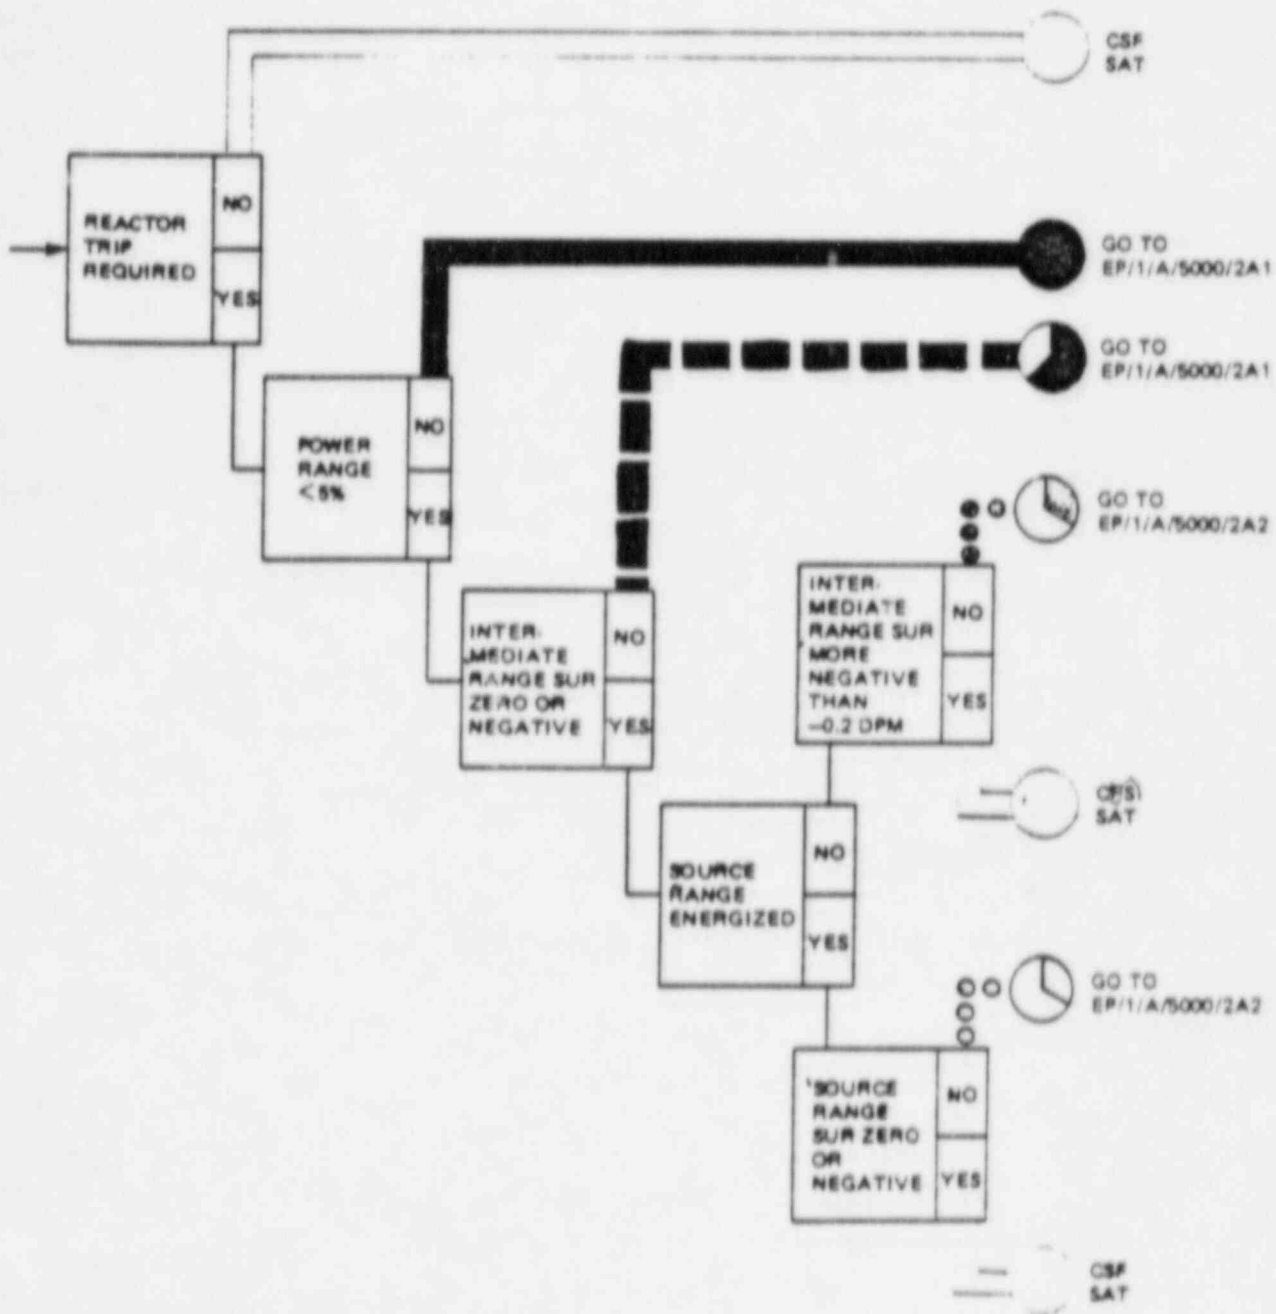 CSF
SAT
REACTOR
TRIP
REQUIRED
NO
YES
GO TO
EP/1/A/5000/2A1
POWER
RANGE
<5%
NO
YES
GO TO
EP/1/A/5000/2A1
INTER-
MEDIATE
RANGE SUR
ZERO OR
NEGATIVE
NO
YES
GO TO
EP/1/A/5000/2A2
INTER-
MEDIATE
RANGE SUR
MORE
NEGATIVE
THAN
-0.2 DPM
NO
YES
SAT
SOURCE
RANGE
ENERGIZED
NO
YES
GO TO
EP/1/A/5000/2A2
SOURCE
RANGE
SUR ZERO
OR
NEGATIVE
NO
YES
CSF
SAT